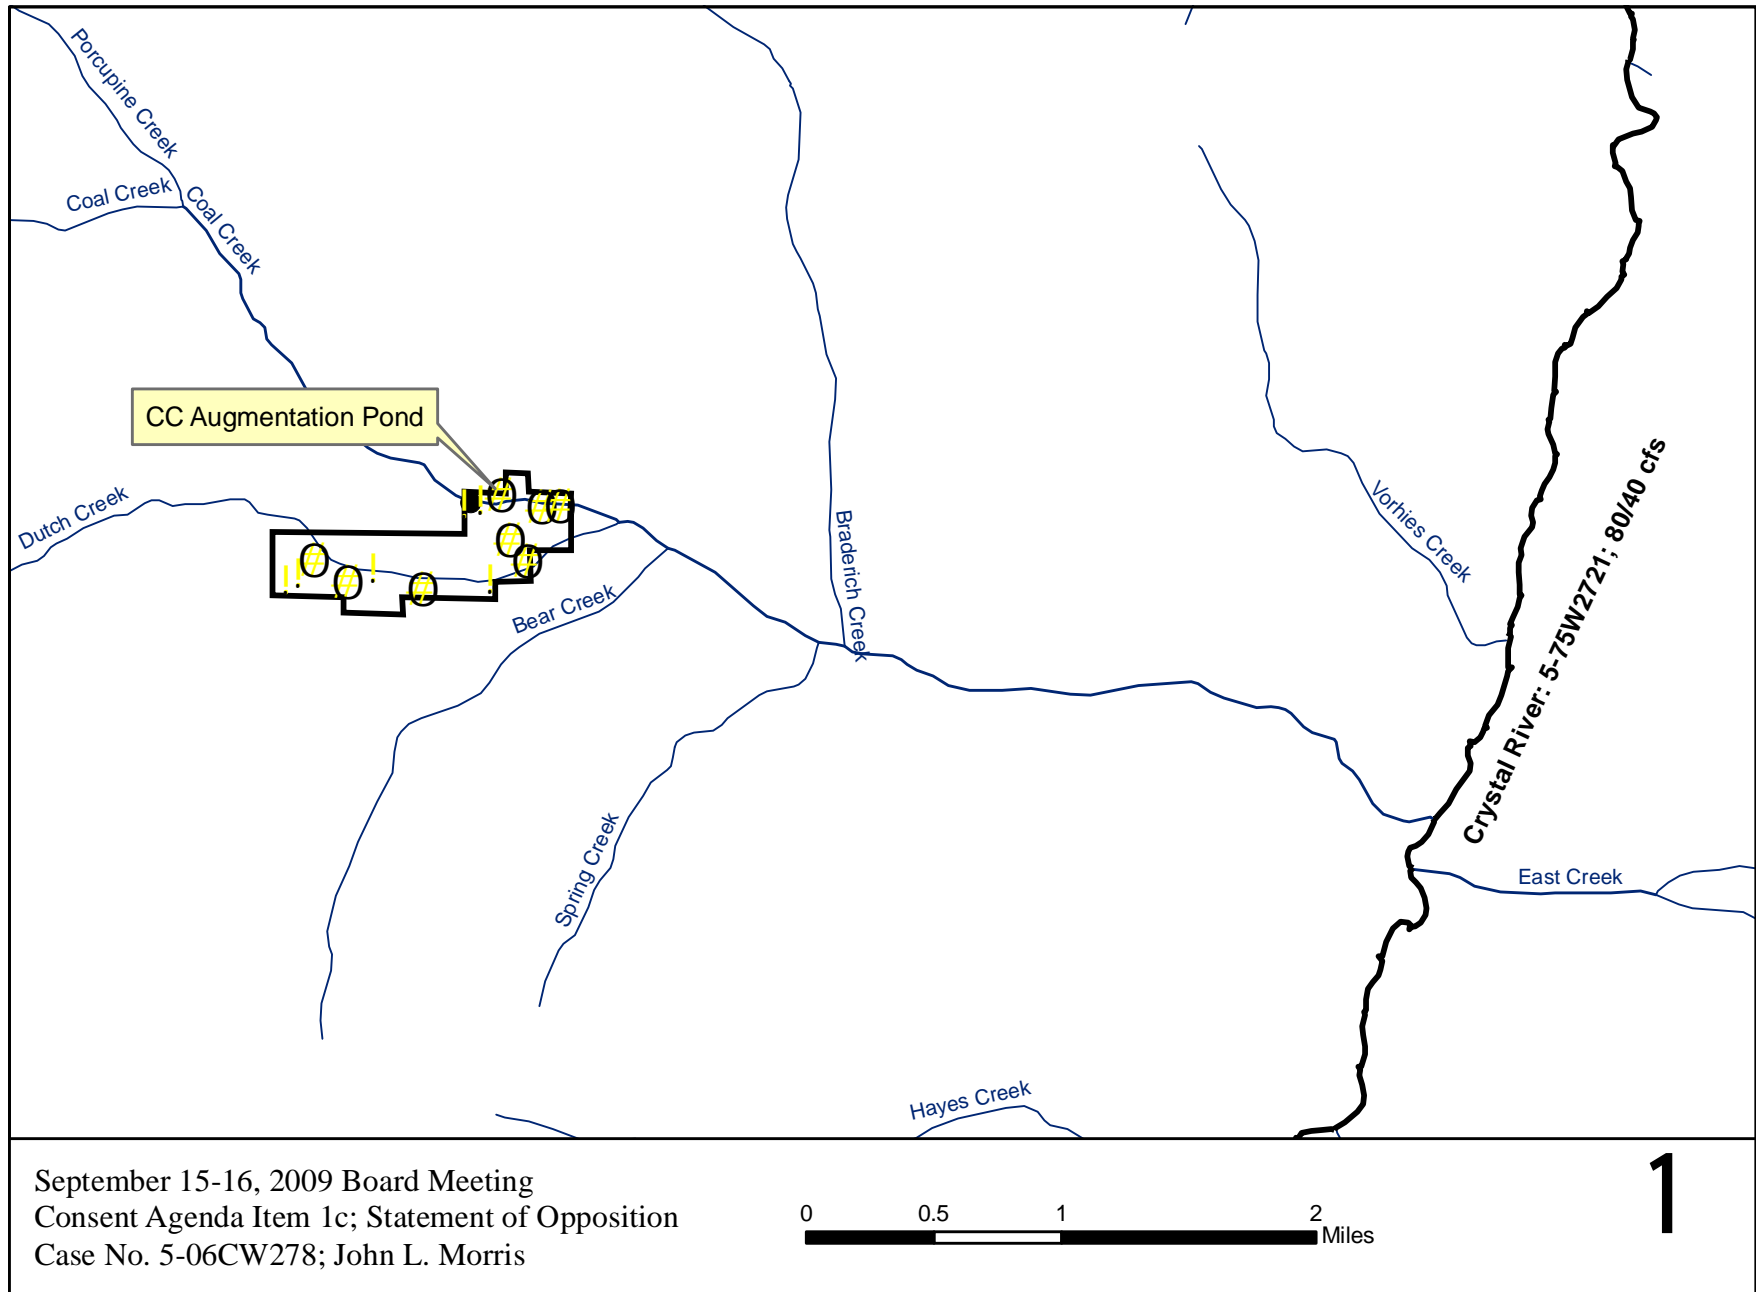 Porcupine Creek
Coal Creek
Coal Creek
CC Augmentation Pond
Dutch Creek
Bear Creek
Braderich Creek
Spring Creek
Vorhies Creek
Crystal River: 5-75W2721; 80/40 cfs
East Creek
Hayes Creek
September 15-16, 2009 Board Meeting
Consent Agenda Item 1c; Statement of Opposition
Case No. 5-06CW278; John L. Morris
0 0.5 1 2
Miles
1